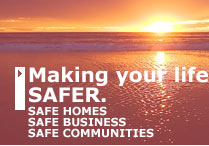 Making your life
SAFER.
SAFE HOMES
SAFE BUSINESS
SAFE COMMUNITIES